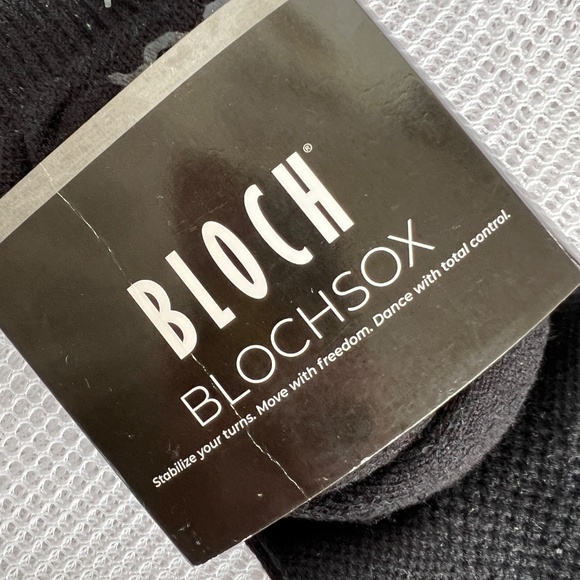 BLOCH®
BLOCHSOX
Stabilize your turns. Move with freedom. Dance with total control.